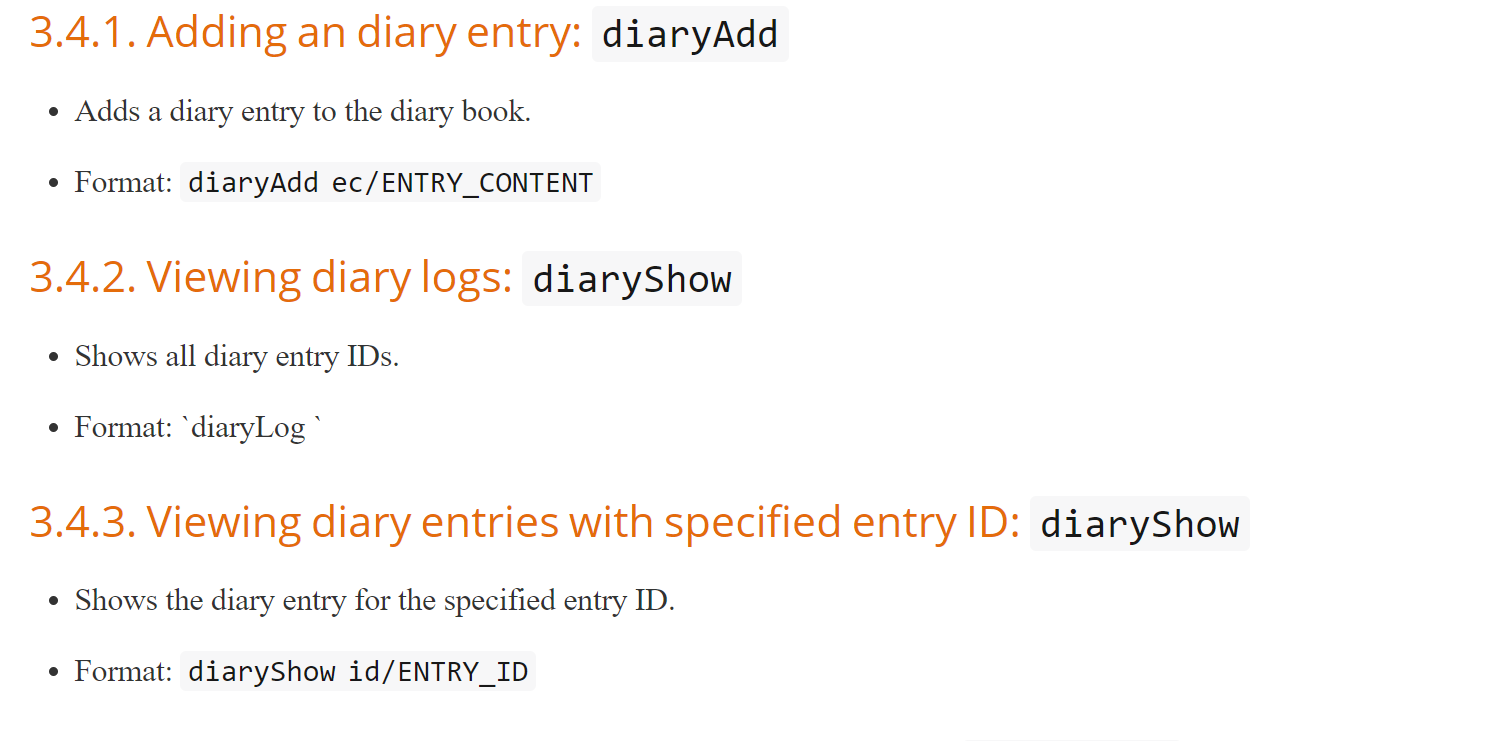 3.4.1. Adding an diary entry: diaryAdd
• Adds a diary entry to the diary book.
• Format: diaryAdd ec/ENTRY_CONTENT
3.4.2. Viewing diary logs: diaryShow
• Shows all diary entry IDs.
• Format: `diaryLog `
3.4.3. Viewing diary entries with specified entry ID: diaryShow
• Shows the diary entry for the specified entry ID.
• Format: diaryShow id/ENTRY_ID